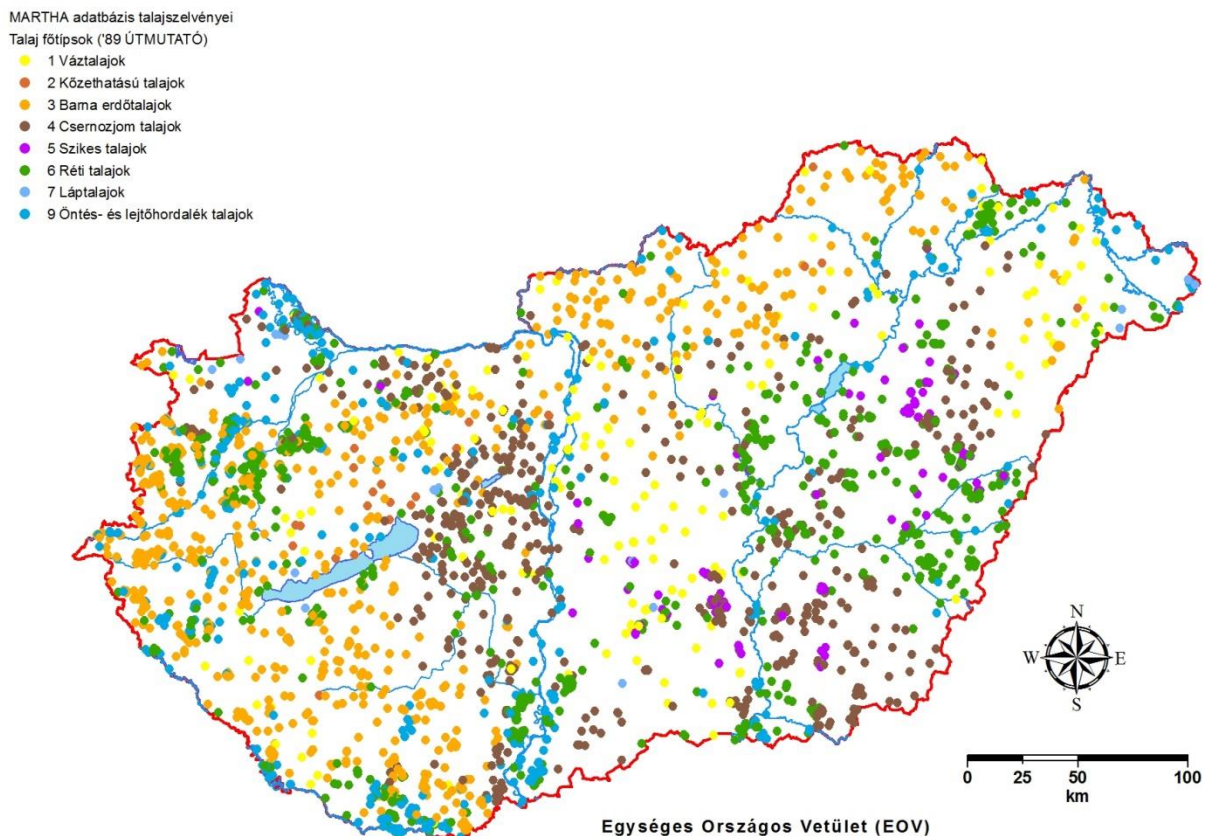 MARTHA adatbázis talajszelvényei
Talaj főtípsok ('89 ÚTMUTATÓ)
1 Váztalajok
2 Kőzethatású talajok
3 Barna erdőtalajok
4 Csernozjom talajok
5 Szikes talajok
6 Réti talajok
7 Láptalajok
9 Öntés- és lejtőhordalék talajok
N
W E
S
0 25 50 100
km
Egységes Országos Vetület (EOV)